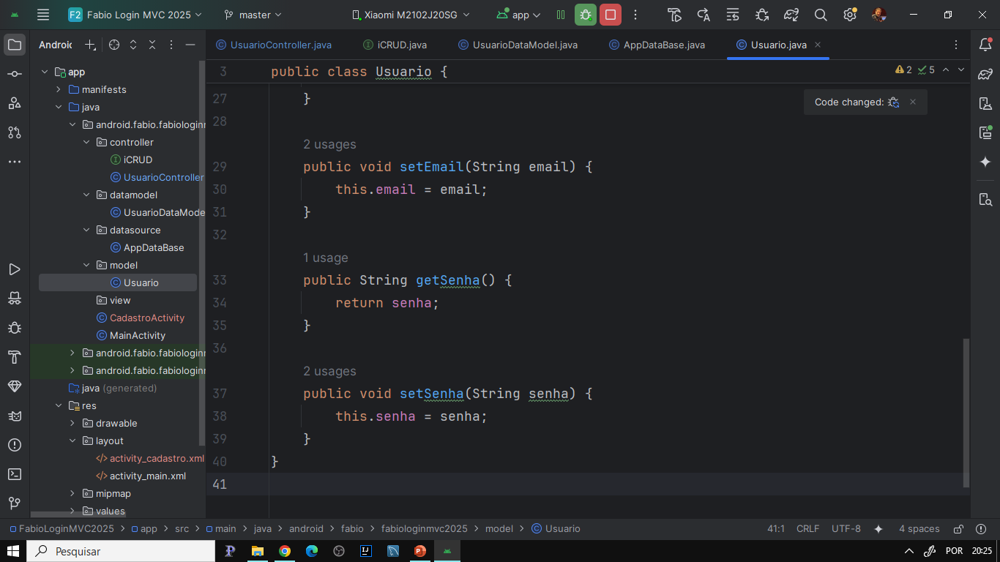 F2 Fabio Login MVC 2025 master Xiaomi M2102J20SG app
Android
UsuarioController.java iCRUD.java UsuarioDataModel.java AppDataBase.java Usuario.java
app
manifests
java
android.fabio.fabiologinr
controller
iCRUD
UsuarioController
datamodel
UsuarioDataMode
datasource
AppDataBase
model
Usuario
view
CadastroActivity
MainActivity
android.fabio.fabiologinr
android.fabio.fabiologinr
java (generated)
res
drawable
layout
activity_cadastro.xml
activity_main.xml
mipmap
values
3 public class Usuario {
2 5
Code changed:
27 }
28
2 usages
29 public void setEmail(String email) {
30 this.email = email;
31 }
32
1 usage
33 public String getSenha() {
34 return senha;
35 }
36
2 usages
37 public void setSenha(String senha) {
38 this.senha = senha;
39 }
40 }
41
FabioLoginMVC2025 > app > src > main > java > android > fabio > fabiologinmvc2025 > model > Usuario
41:1 CRLF UTF-8 4 spaces
Pesquisar
POR 20:25